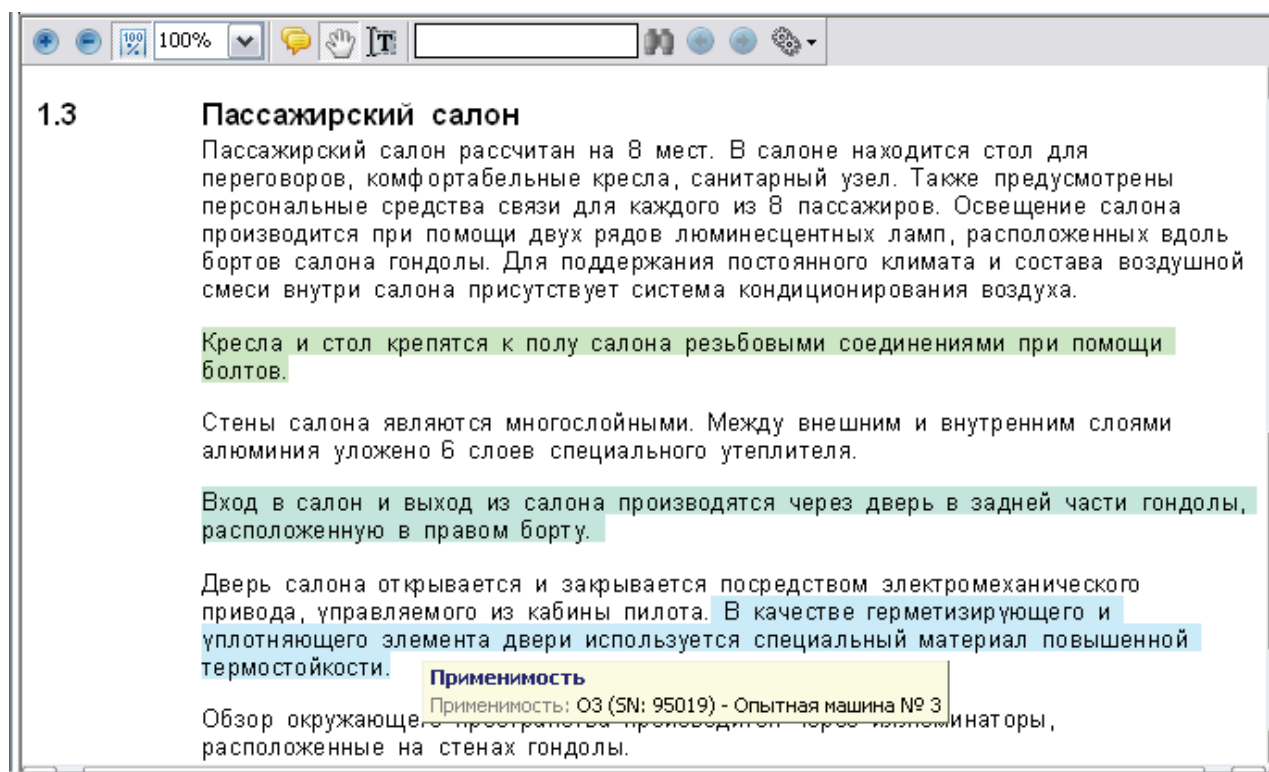 100%
1.3 Пассажирский салон
Пассажирский салон рассчитан на 8 мест. В салоне находится стол для
переговоров, комфортабельные кресла, санитарный узел. Также предусмотрены
персональные средства связи для каждого из 8 пассажиров. Освещение салона
производится при помощи двух рядов люминесцентных ламп, расположенных вдоль
бортов салона гондолы. Для поддержания постоянного климата и состава воздушной
смеси внутри салона присутствует система кондиционирования воздуха.
Кресла и стол крепятся к полу салона резьбовыми соединениями при помощи
болтов.
Стены салона являются многослойными. Между внешним и внутренним слоями
алюминия уложено 6 слоев специального утеплителя.
Вход в салон и выход из салона производятся через дверь в задней части гондолы,
расположенную в правом борту.
Дверь салона открывается и закрывается посредством электромеханического
привода, управляемого из кабины пилота. В качестве герметизирующего и
уплотняющего элемента двери используется специальный материал повышенной
термостойкости.
Применимость
Применимость: О3 (SN: 95019) - Опытная машина № 3
Обзор окружающего пространства производится через иллюминаторы,
расположенные на стенах гондолы.